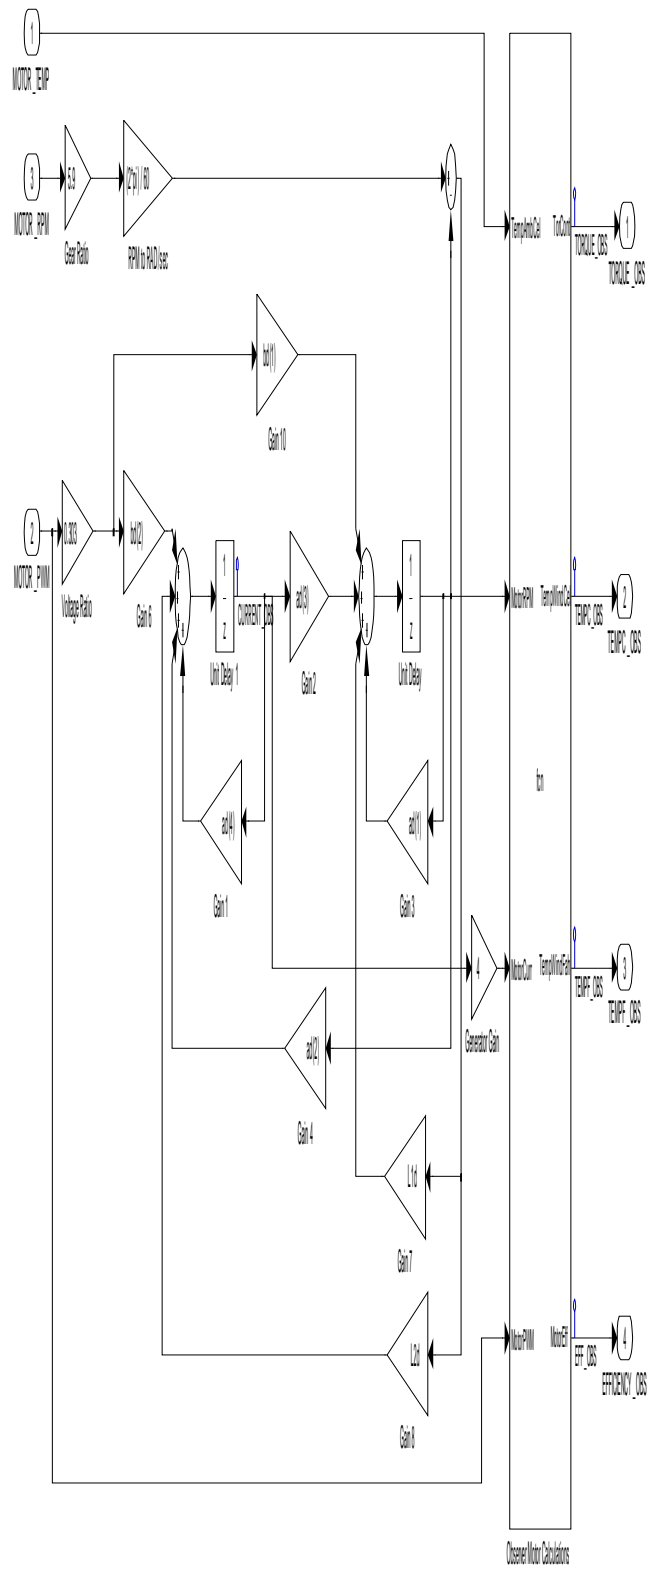 1
MOTOR_TEMP
3
MOTOR_RPM
5.9
Gear Ratio
(2*pi) / 60
RPM to RAD/sec
+
-
TempAmbCel
TorCont
TORQUE_OBS
1
TORQUE_OBS
bd(1)
Gain 10
2
MOTOR_PWM
0.303
Voltage Ratio
bd(2)
Gain 6
1
z
Unit Delay 1
CURRENT_OBS
ad(3)
Gain 2
1
z
Unit Delay
MotorRPM
TempWindCel
TEMPC_OBS
2
TEMPC_OBS
fcn
ad(4)
Gain 1
ad(1)
Gain 3
4
Generator Gain
MotorCurr
TempWindFah
TEMPF_OBS
3
TEMPF_OBS
ad(2)
Gain 4
L1d
Gain 7
L2d
Gain 8
MotorPWM
MotorEff
EFF_OBS
4
EFFICIENCY_OBS
Observer Motor Calculations